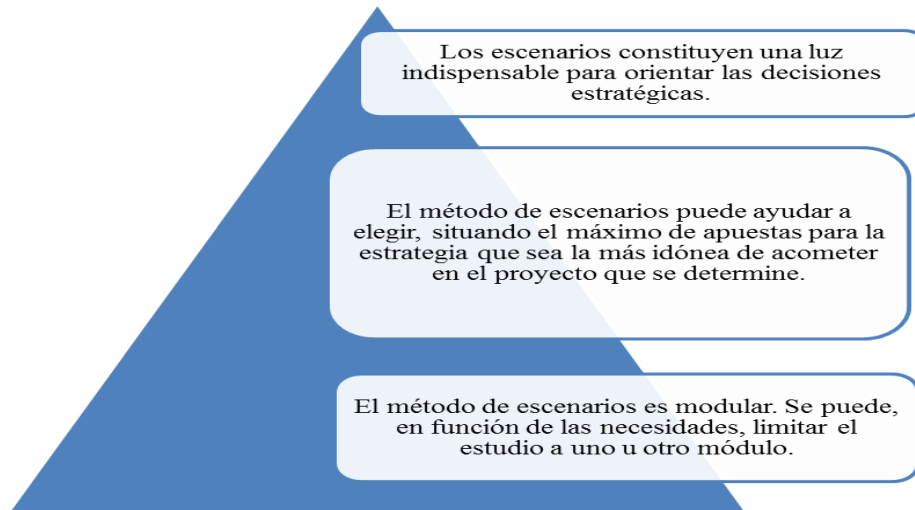 Los escenarios constituyen una luz
indispensable para orientar las decisiones
estratégicas.
El método de escenarios puede ayudar a
elegir, situando el máximo de apuestas para la
estrategia que sea la más idónea de acometer
en el proyecto que se determine.
El método de escenarios es modular. Se puede,
en función de las necesidades, limitar el
estudio a uno u otro módulo.